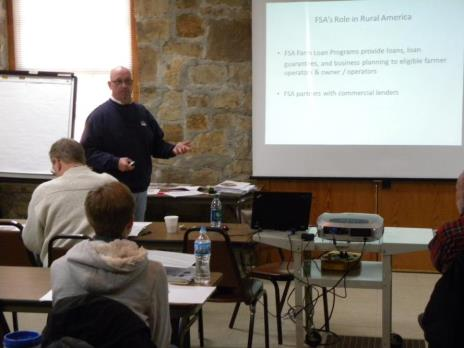 FSA's Role in Rural America
• FSA Farm Loan Programs provide loans, loan
guarantees, and business planning to eligible farmer
operators & owner / operators
• FSA partners with commercial lenders